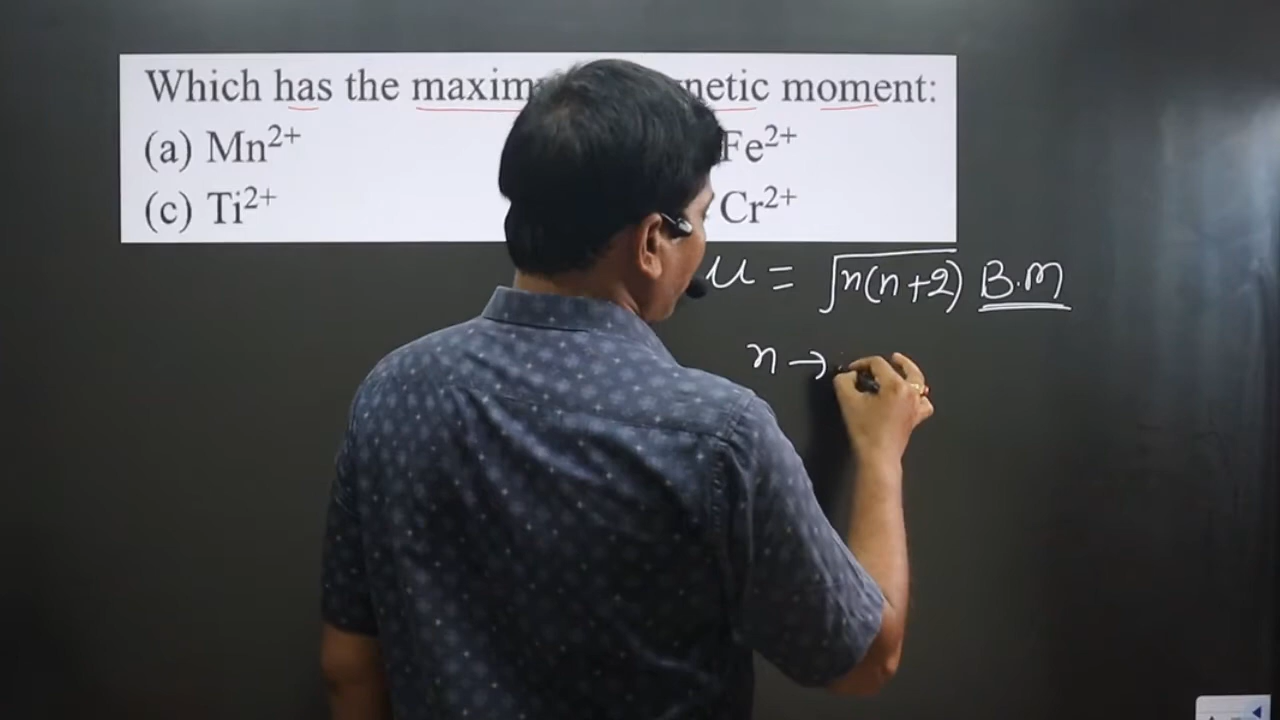 Which has the maxim netic moment:
(a) Mn²⁺ Fe²⁺
(c) Ti²⁺ Cr²⁺
μ = √n(n+2) B.M
n →